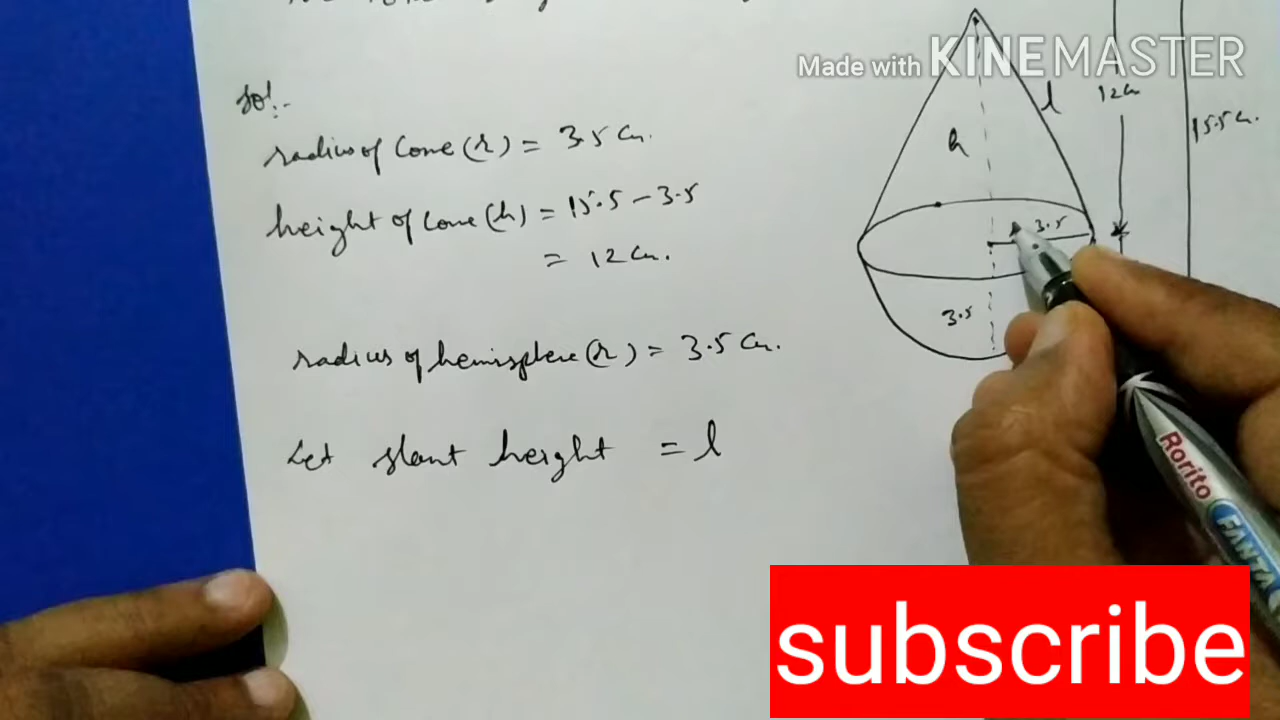 Made with KINEMASTER
Sol:-
radius of Cone (r) = 3.5 Cm.
height of Cone (h) = 15.5 – 3.5
= 12 Cm.
radius of hemisphere (r) = 3.5 Cm.
Let slant height = l
l
12 Cm
15.5 Cm.
h
3.5
3.5
Rorito
FANTA
subscribe